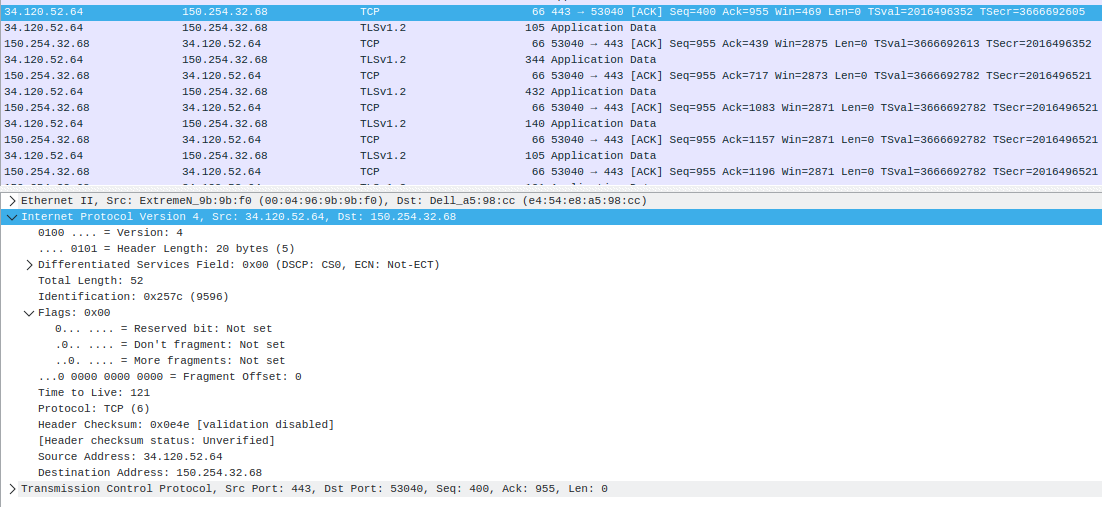 34.120.52.64 150.254.32.68 TCP 66 443 → 53040 [ACK] Seq=400 Ack=955 Win=469 Len=0 TSval=2016496352 TSecr=3666692605
34.120.52.64 150.254.32.68 TLSv1.2 105 Application Data
150.254.32.68 34.120.52.64 TCP 66 53040 → 443 [ACK] Seq=955 Ack=439 Win=2875 Len=0 TSval=3666692613 TSecr=2016496352
34.120.52.64 150.254.32.68 TLSv1.2 344 Application Data
150.254.32.68 34.120.52.64 TCP 66 53040 → 443 [ACK] Seq=955 Ack=717 Win=2873 Len=0 TSval=3666692782 TSecr=2016496521
34.120.52.64 150.254.32.68 TLSv1.2 432 Application Data
150.254.32.68 34.120.52.64 TCP 66 53040 → 443 [ACK] Seq=955 Ack=1083 Win=2871 Len=0 TSval=3666692782 TSecr=2016496521
34.120.52.64 150.254.32.68 TLSv1.2 140 Application Data
150.254.32.68 34.120.52.64 TCP 66 53040 → 443 [ACK] Seq=955 Ack=1157 Win=2871 Len=0 TSval=3666692782 TSecr=2016496521
34.120.52.64 150.254.32.68 TLSv1.2 105 Application Data
150.254.32.68 34.120.52.64 TCP 66 53040 → 443 [ACK] Seq=955 Ack=1196 Win=2871 Len=0 TSval=3666692782 TSecr=2016496521
Ethernet II, Src: ExtremeN_9b:9b:f0 (00:04:96:9b:9b:f0), Dst: Dell_a5:98:cc (e4:54:e8:a5:98:cc)
Internet Protocol Version 4, Src: 34.120.52.64, Dst: 150.254.32.68
0100 .... = Version: 4
.... 0101 = Header Length: 20 bytes (5)
Differentiated Services Field: 0x00 (DSCP: CS0, ECN: Not-ECT)
Total Length: 52
Identification: 0x257c (9596)
Flags: 0x00
0... .... = Reserved bit: Not set
.0.. .... = Don't fragment: Not set
..0. .... = More fragments: Not set
...0 0000 0000 0000 = Fragment Offset: 0
Time to Live: 121
Protocol: TCP (6)
Header Checksum: 0x0e4e [validation disabled]
[Header checksum status: Unverified]
Source Address: 34.120.52.64
Destination Address: 150.254.32.68
Transmission Control Protocol, Src Port: 443, Dst Port: 53040, Seq: 400, Ack: 955, Len: 0